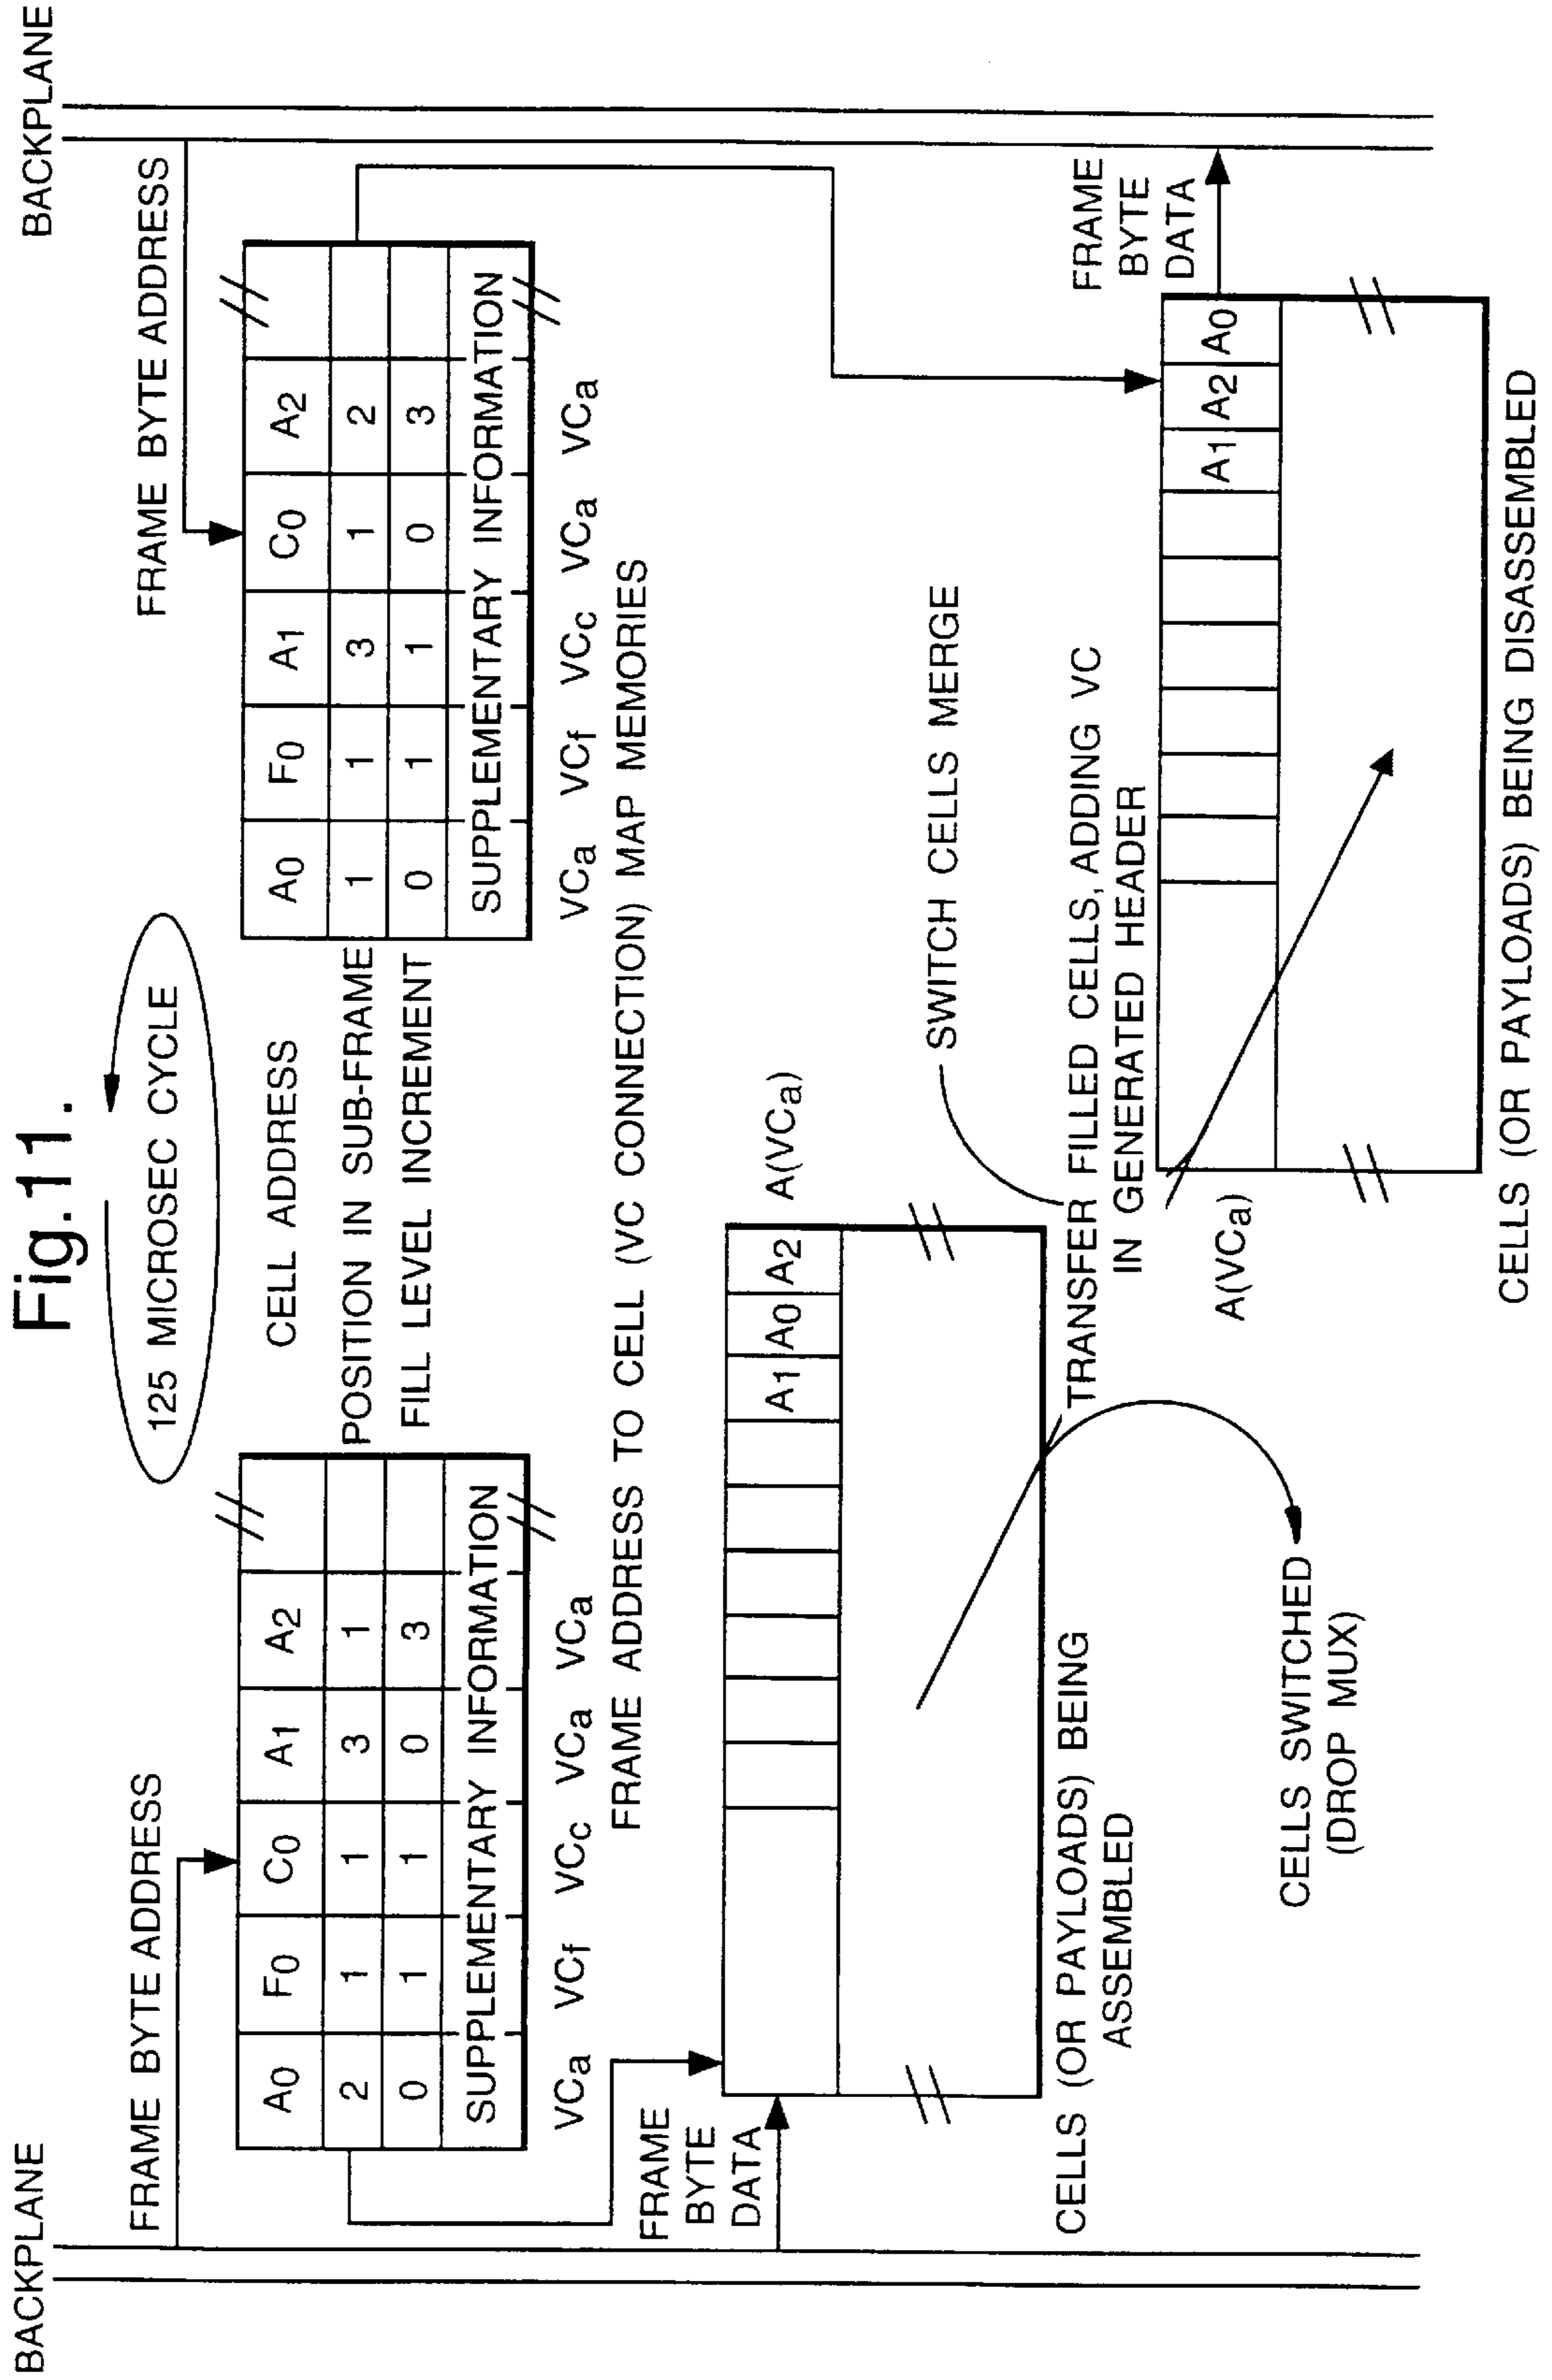 Fig.11.
BACKPLANE
BACKPLANE
125 MICROSEC CYCLE
FRAME BYTE ADDRESS
FRAME BYTE ADDRESS
A0 F0 C0 A1 A2
2 1 1 3 1
0 1 1 0 3
SUPPLEMENTARY INFORMATION
VCa VCf VCc VCa VCa
CELL ADDRESS
POSITION IN SUB-FRAME
FILL LEVEL INCREMENT
A0 F0 A1 C0 A2
1 1 3 1 2
0 1 1 0 3
SUPPLEMENTARY INFORMATION
VCa VCf VCc VCa VCa
FRAME ADDRESS TO CELL (VC CONNECTION) MAP MEMORIES
FRAME
BYTE
DATA
A1 A0 A2
A(VCa)
CELLS (OR PAYLOADS) BEING
ASSEMBLED
SWITCH CELLS MERGE
TRANSFER FILLED CELLS, ADDING VC
IN GENERATED HEADER
CELLS SWITCHED
(DROP MUX)
FRAME
BYTE
DATA
A1 A2 A0
A(VCa)
CELLS (OR PAYLOADS) BEING DISASSEMBLED